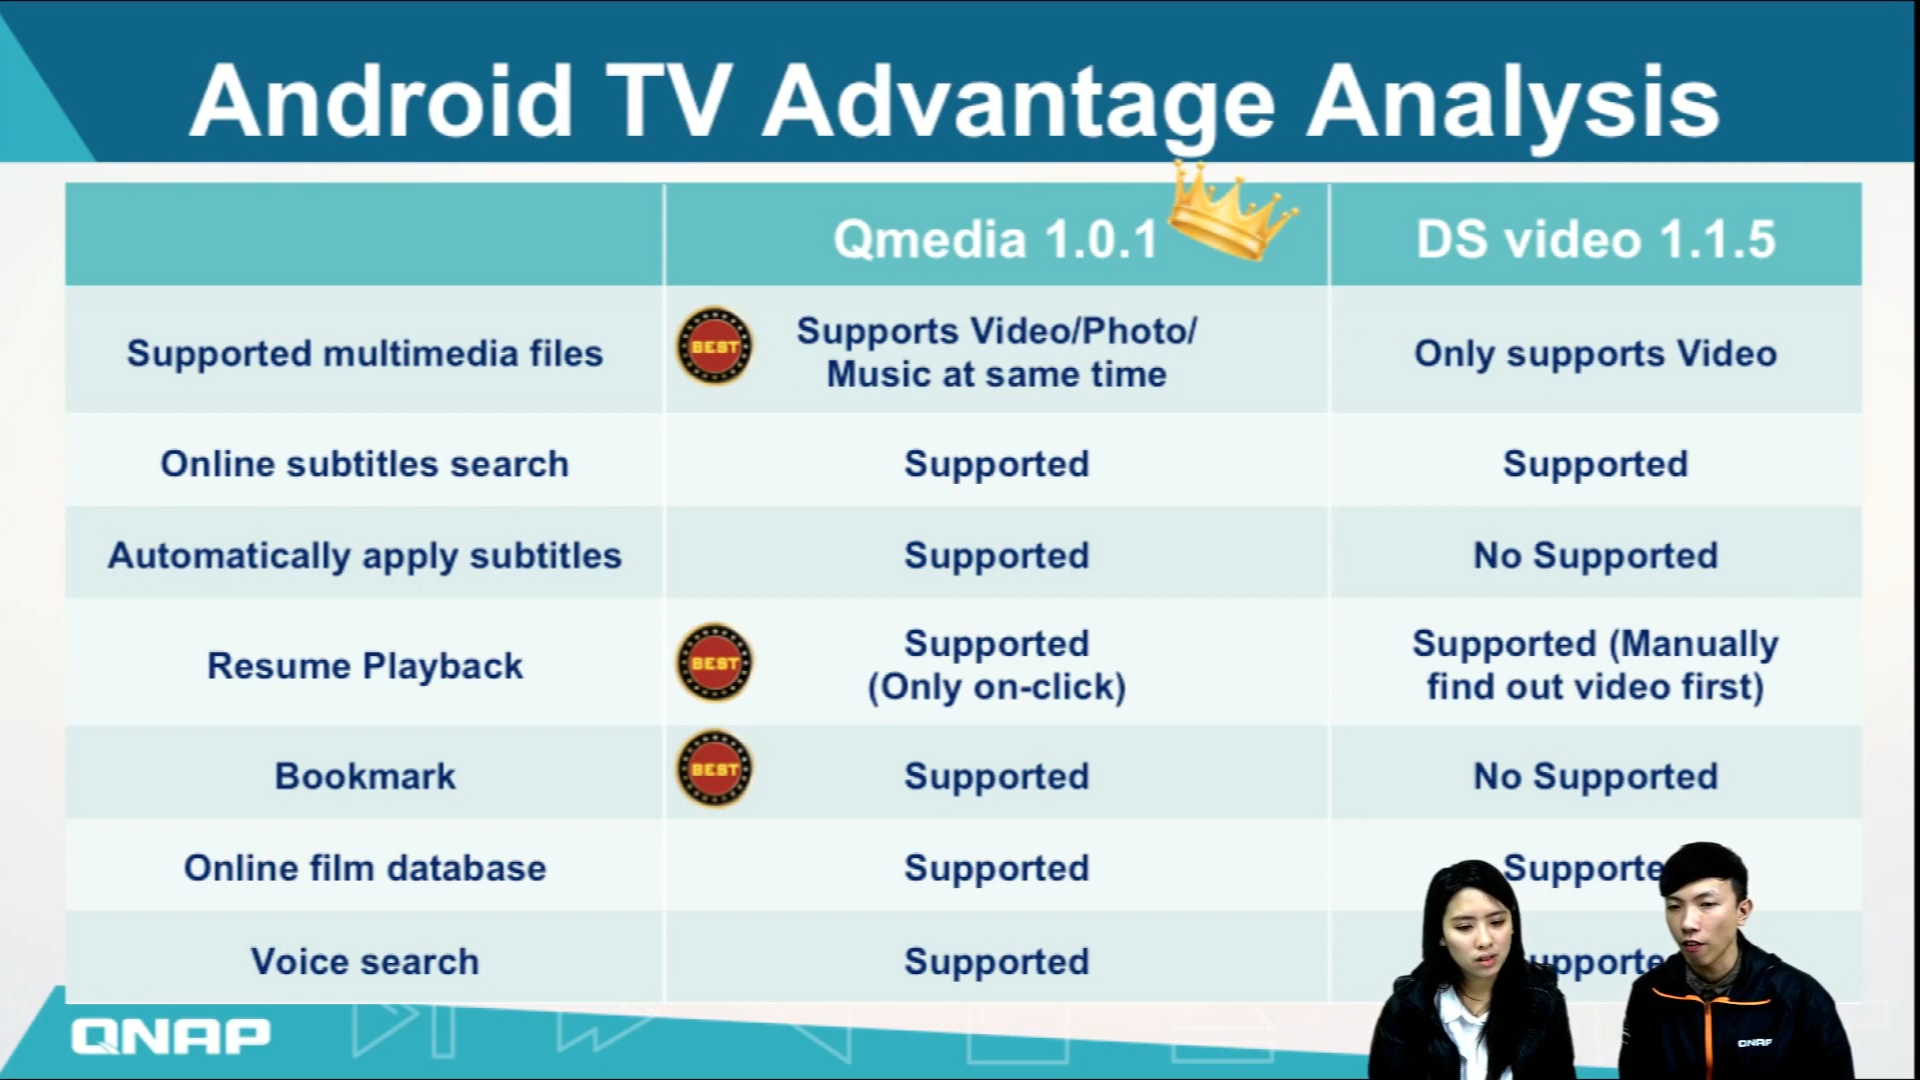 Android TV Advantage Analysis
Qmedia 1.0.1
DS video 1.1.5
Supported multimedia files
BEST
Supports Video/Photo/
Music at same time
Only supports Video
Online subtitles search
Supported
Supported
Automatically apply subtitles
Supported
No Supported
Resume Playback
BEST
Supported
(Only on-click)
Supported (Manually
find out video first)
Bookmark
BEST
Supported
No Supported
Online film database
Supported
Supporte
Voice search
Supported
upporte
QNAP
QNAP